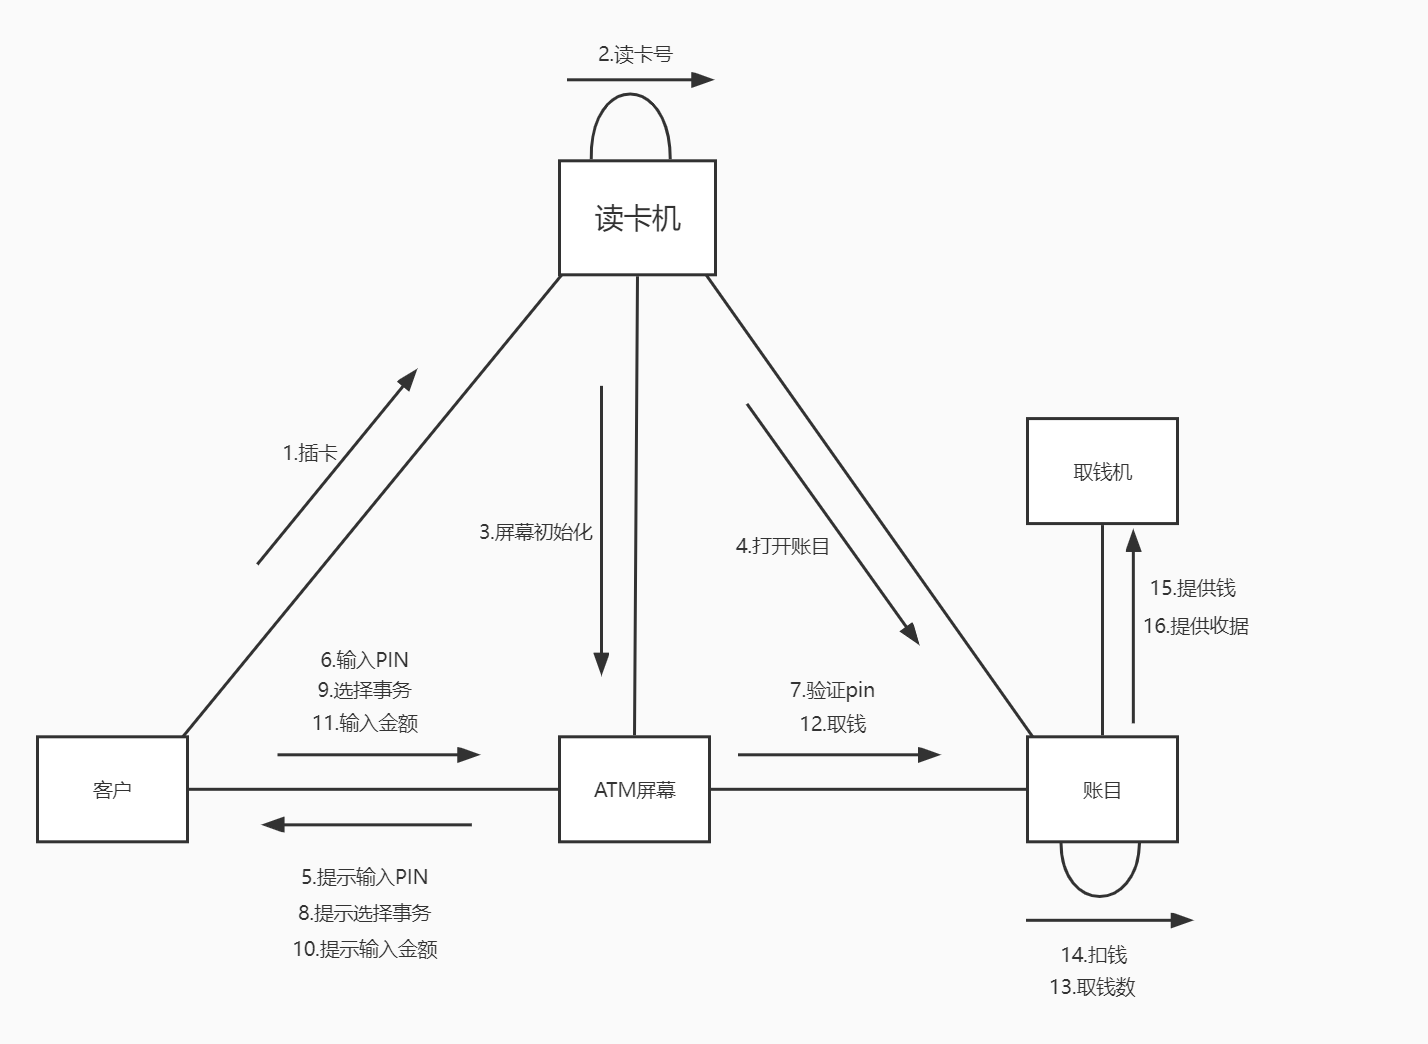 2.读卡号
读卡机
1.插卡
3.屏幕初始化
4.打开账目
取钱机
15.提供钱
16.提供收据
6.输入PIN
9.选择事务
11.输入金额
7.验证pin
12.取钱
客户
ATM屏幕
账目
5.提示输入PIN
8.提示选择事务
10.提示输入金额
14.扣钱
13.取钱数